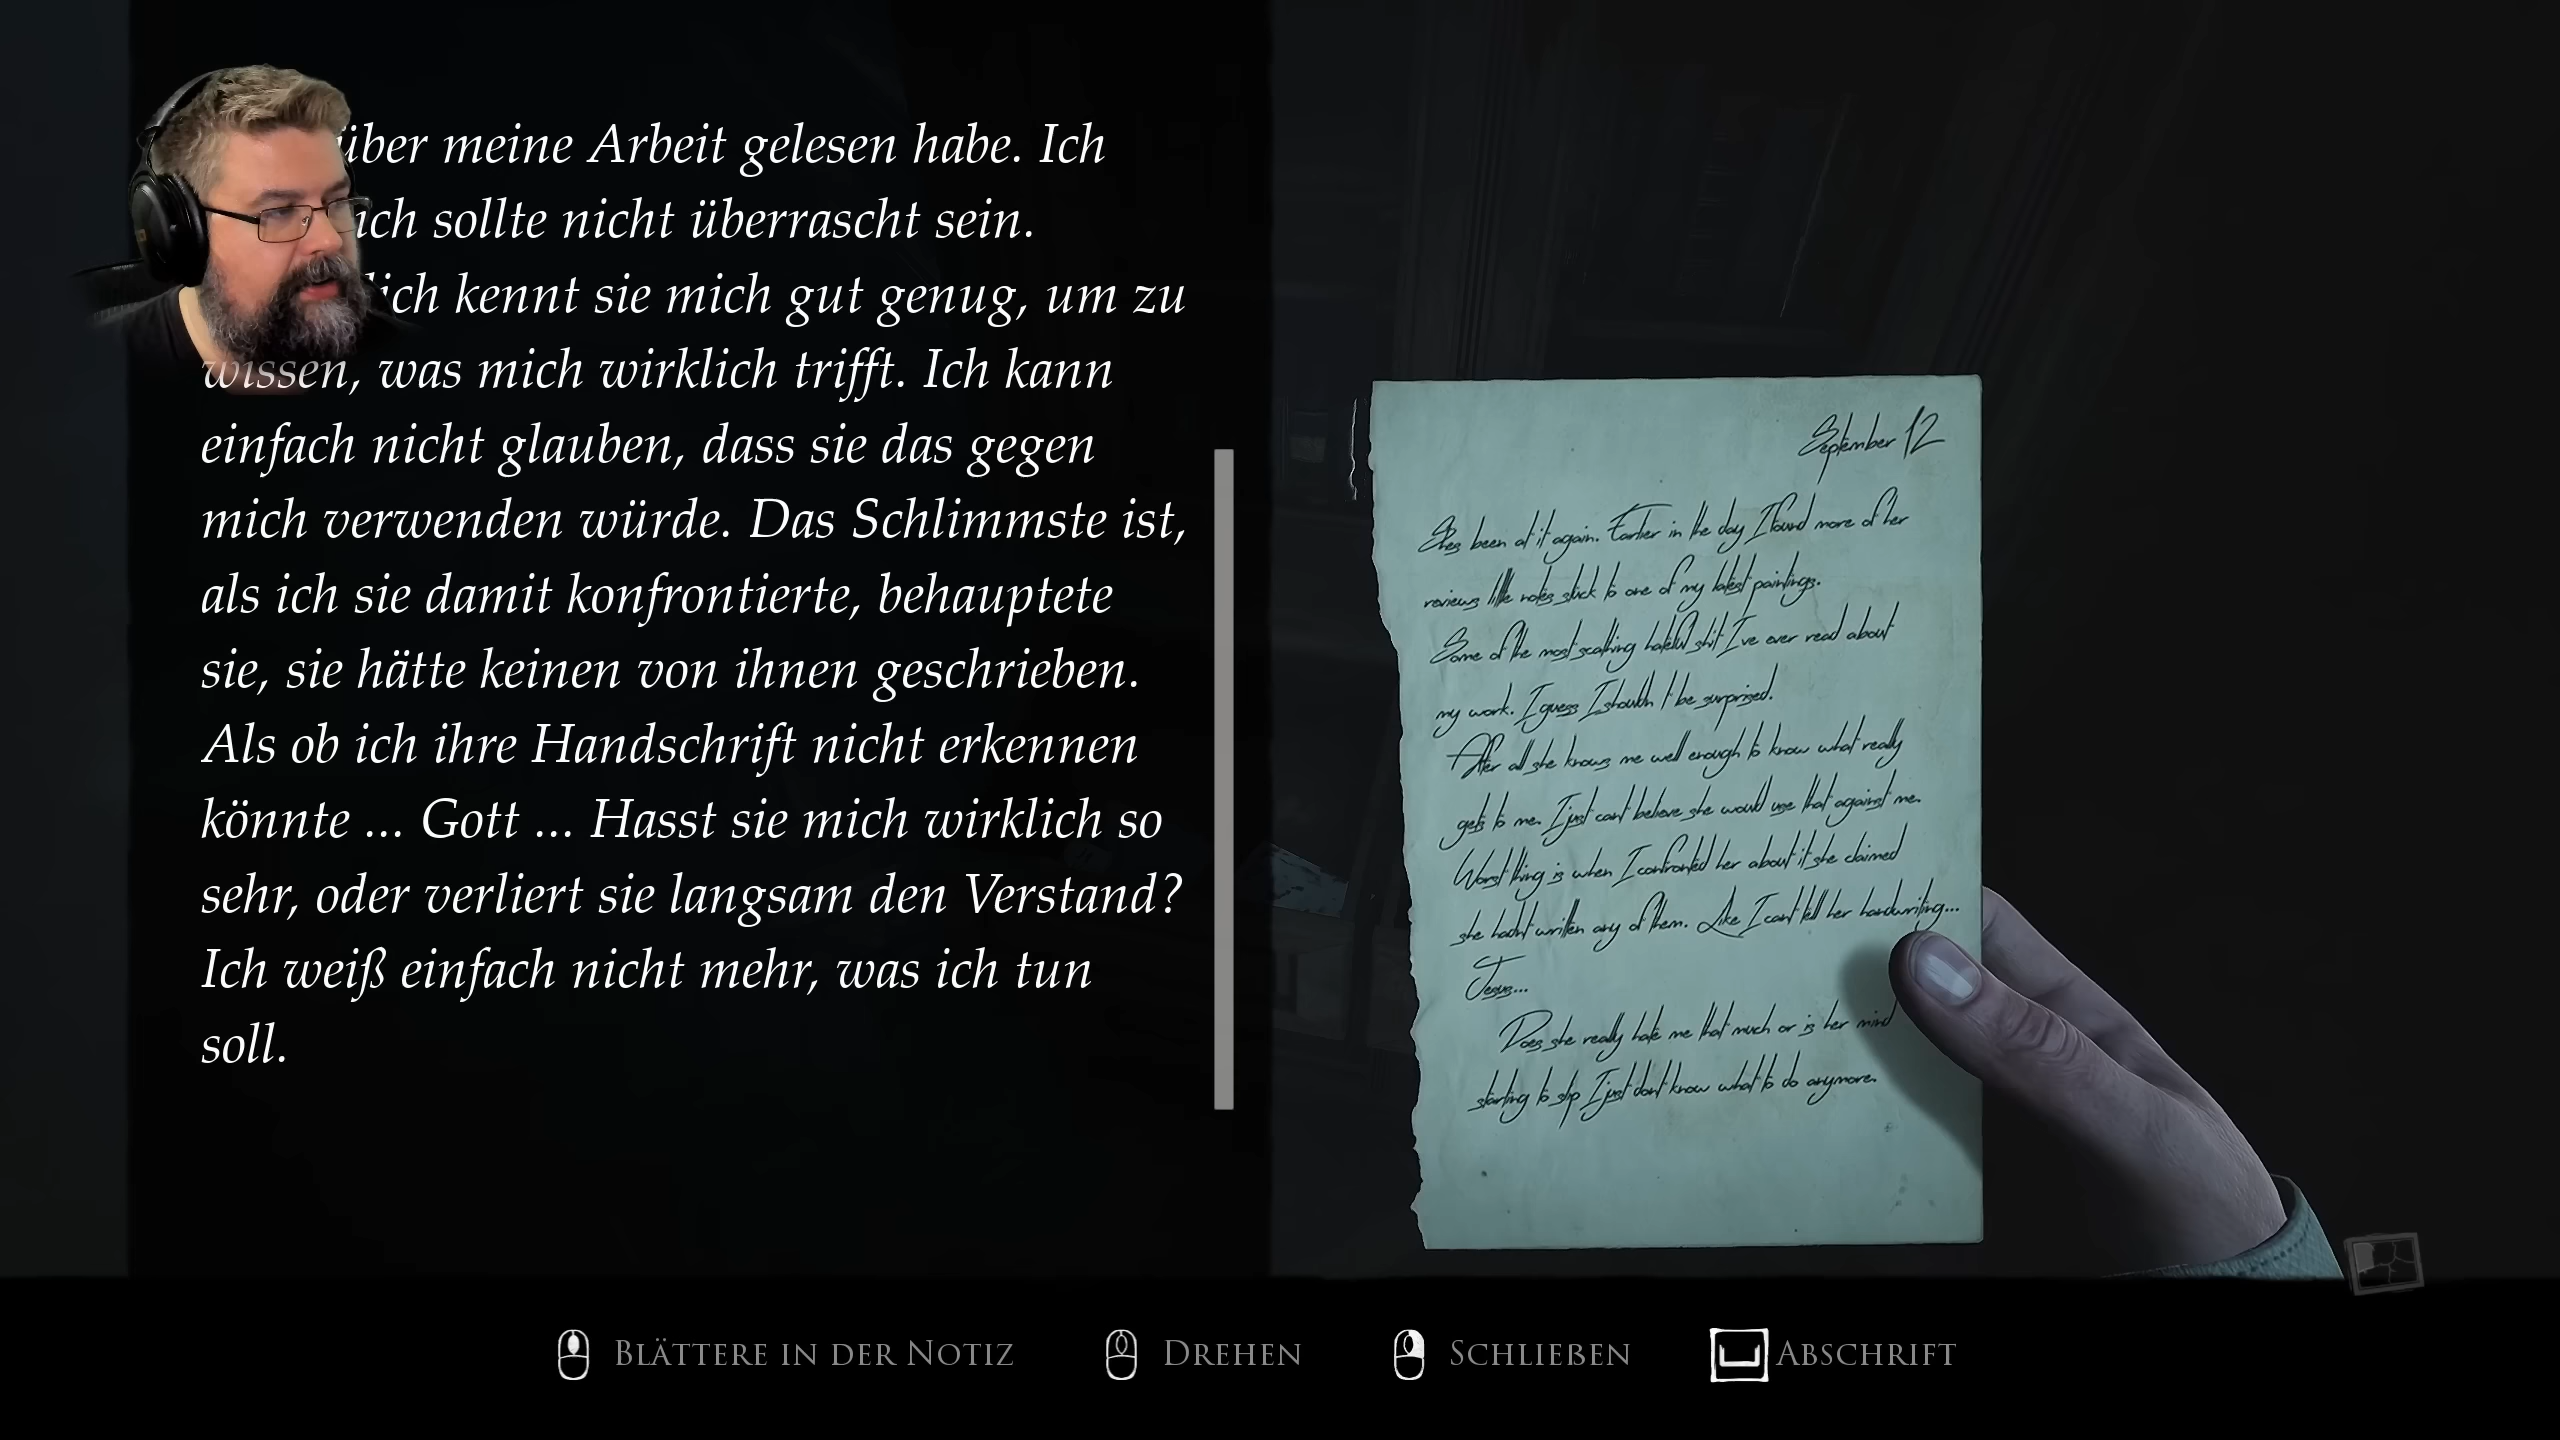 über meine Arbeit gelesen habe. Ich
ich sollte nicht überrascht sein.
kennt sie mich gut genug, um zu
wissen, was mich wirklich trifft. Ich kann
einfach nicht glauben, dass sie das gegen
mich verwenden würde. Das Schlimmste ist,
als ich sie damit konfrontierte, behauptete
sie, sie hätte keinen von ihnen geschrieben.
Als ob ich ihre Handschrift nicht erkennen
könnte ... Gott ... Hasst sie mich wirklich so
sehr, oder verliert sie langsam den Verstand?
Ich weiß einfach nicht mehr, was ich tun
soll.
September 12
Shes been at it again. Earlier in the day I found more of her
reviews little notes stuck to one of my latest paintings.
Some of the most scathing hateful shit I've ever read about
my work. I guess I shouldn't be surprised.
After all she knows me well enough to know what really
gets to me. I just cant believe she would use that against me.
Worst thing is when I confronted her about it she claimed
she hadnt written any of them. Like I cant tell her handwriting...
Jesus...
Does she really hate me that much or is her mind
starting to slip I just dont know what to do anymore.
BLÄTTERE IN DER NOTIZ
DREHEN
SCHLIEßEN
ABSCHRIFT